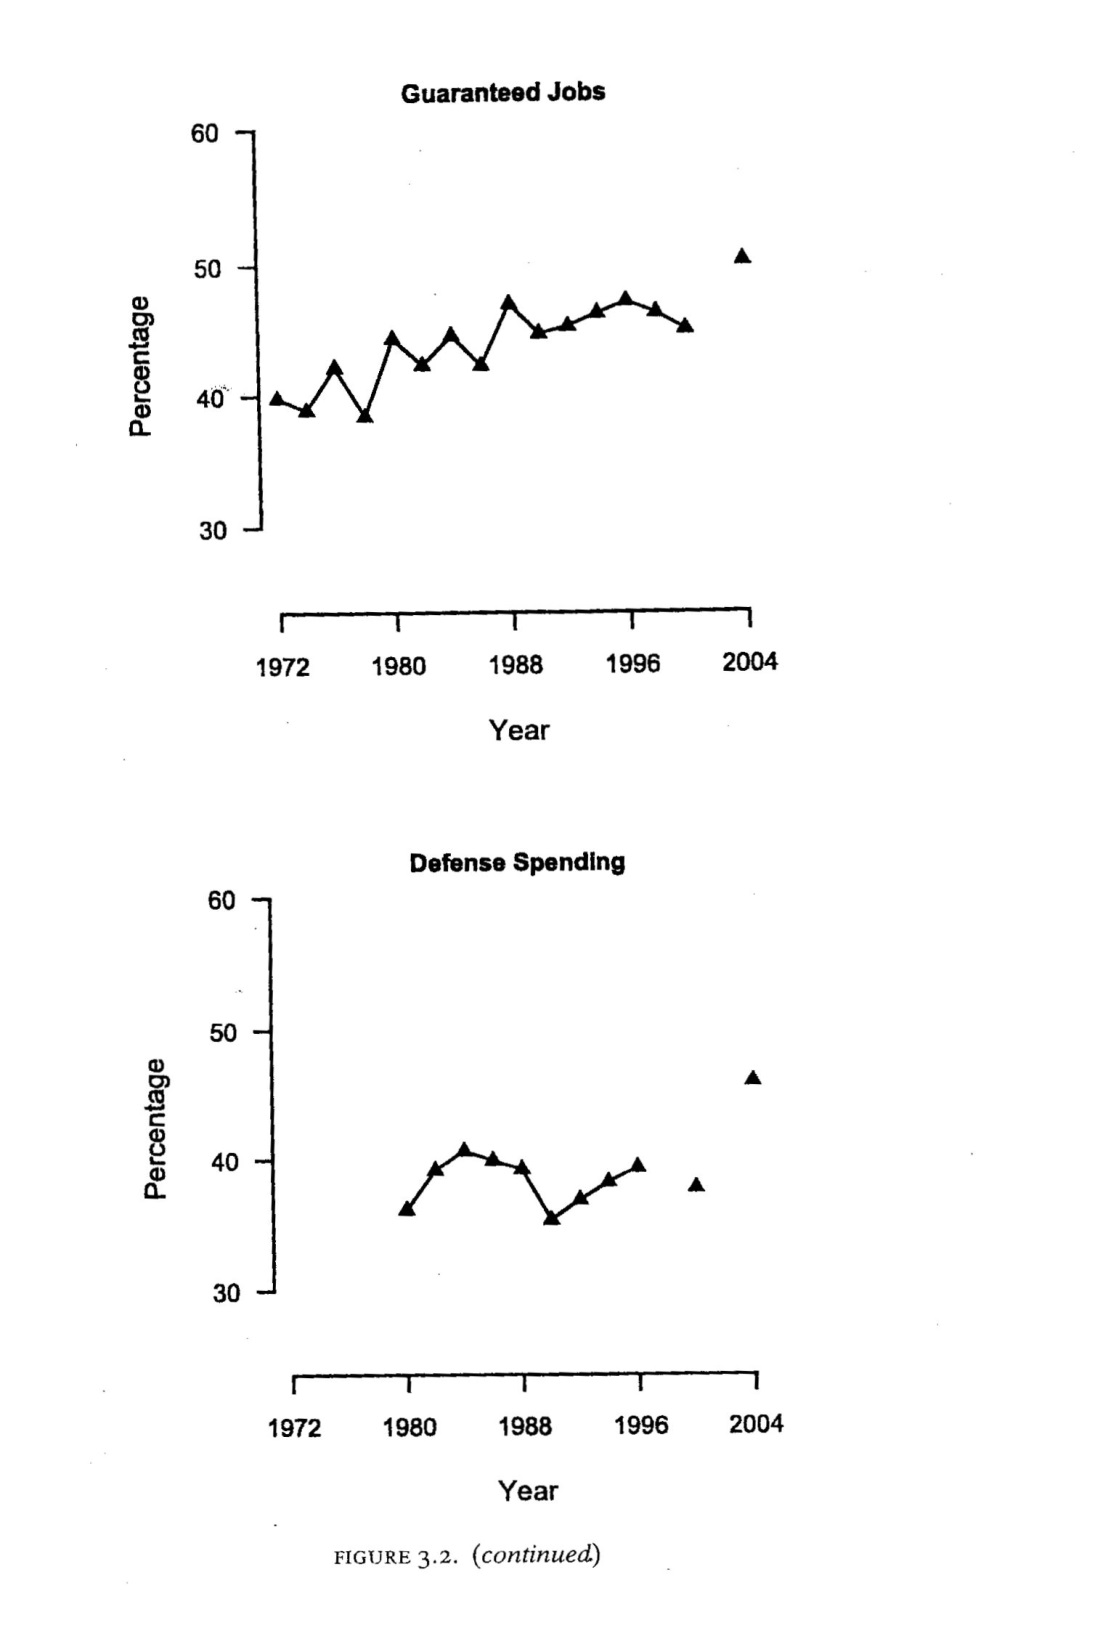 Guaranteed Jobs
60
50
40
30
Percentage
1972 1980 1988 1996 2004
Year
Defense Spending
60
50
40
30
Percentage
1972 1980 1988 1996 2004
Year
FIGURE 3.2. (continued)